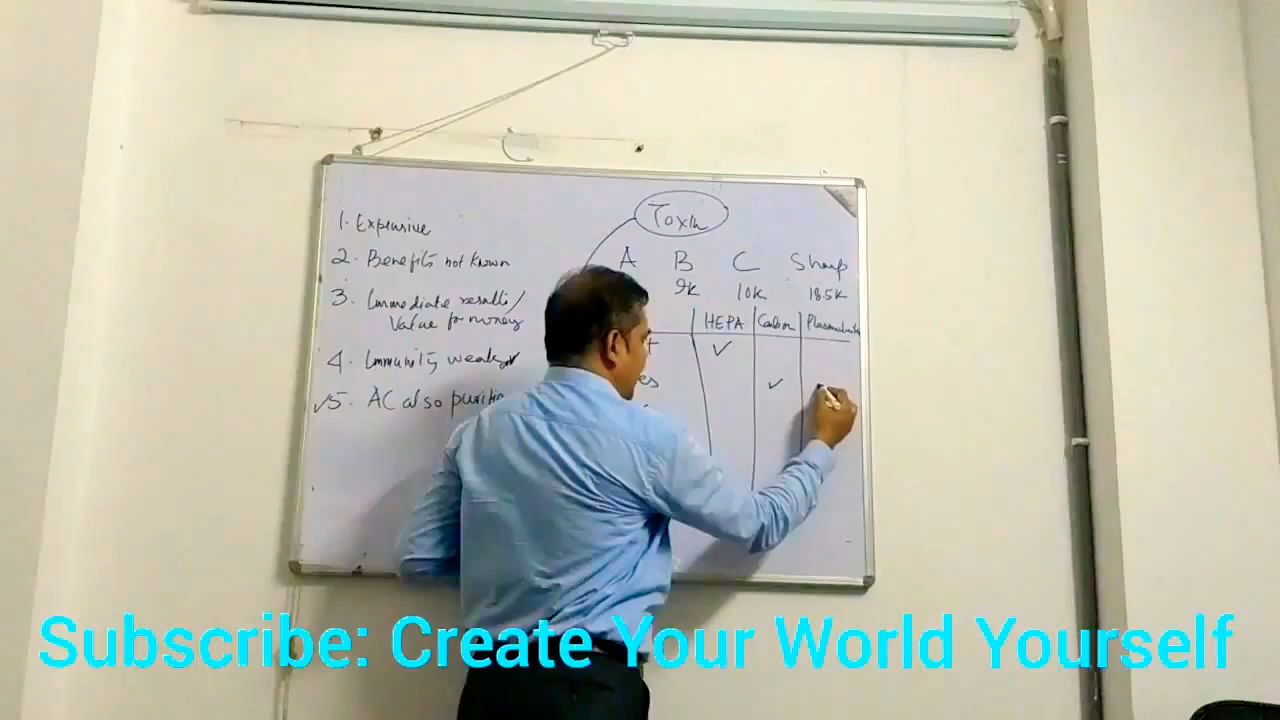 Toxin
1. Expensive
2. Benefits not known
3. Immediate results/
Value for money
4. Immunity weaker
✓5. AC also purifie
A B C Sharp
9K 10K 18.5K
HEPA Carbon
✓
✓
Subscribe: Create Your World Yourself